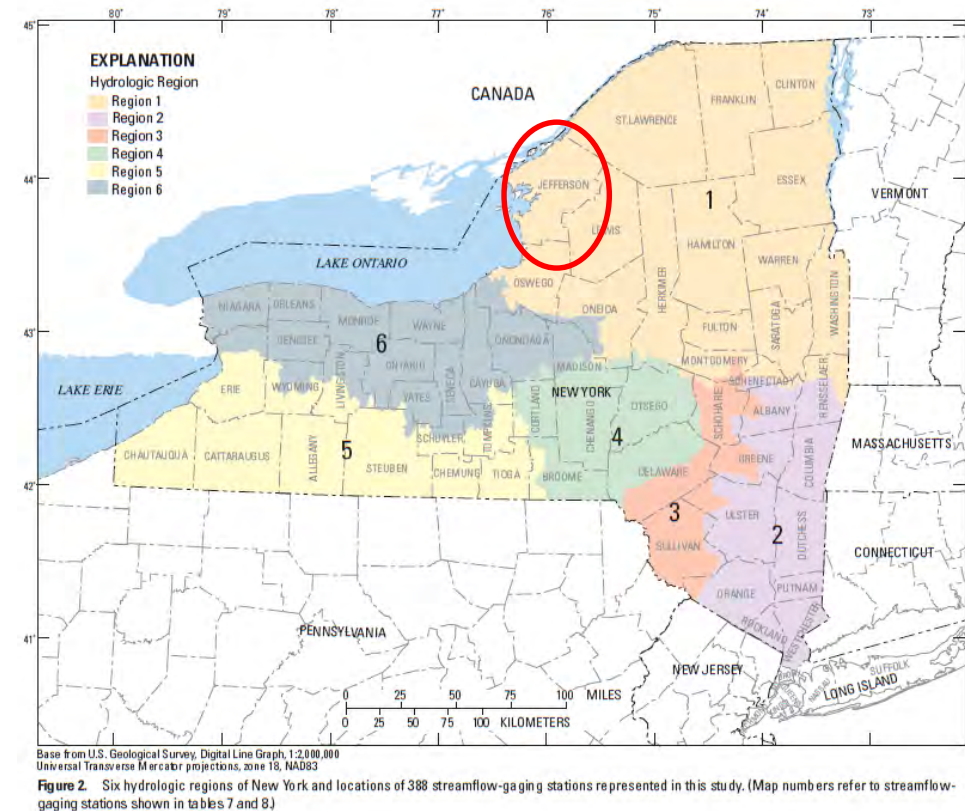 80° 79° 78° 77° 76° 75° 74° 73°
45°
EXPLANATION
Hydrologic Region
Region 1
Region 2
Region 3
Region 4
Region 5
Region 6
CANADA
CLINTON
FRANKLIN
ST.LAWRENCE
44°
JEFFERSON
ESSEX
VERMONT
1
LEWIS
HAMILTON
LAKE ONTARIO
WARREN
WASHINGTON
OSWEGO
HERKIMER
ONEIDA
SARATOGA
FULTON
43°
NIAGARA
ORLEANS
MONROE
WAYNE
ONONDAGA
GENESEE
6
ONTARIO
SENECA
CAYUGA
MADISON
MONTGOMERY
SCHENECTADY
RENSSELAER
LAKE ERIE
ERIE
WYOMING
LIVINGSTON
YATES
CORTLAND
NEW YORK
OTSEGO
SCHOHARIE
ALBANY
SCHUYLER
TOMPKINS
CHENANGO
4
MASSACHUSETTS
CHAUTAUQUA
CATTARAUGUS
ALLEGANY
5
STEUBEN
CHEMUNG
TIOGA
BROOME
DELAWARE
GREENE
COLUMBIA
42°
3
ULSTER
2
DUTCHESS
SULLIVAN
CONNECTICUT
ORANGE
PUTNAM
ROCKLAND
WESTCHESTER
41°
PENNSYLVANIA
NEW JERSEY
SUFFOLK
LONG ISLAND
0 25 50 75 100 MILES
0 25 50 75 100 KILOMETERS
Base from U.S. Geological Survey, Digital Line Graph, 1:2,000,000
Universal Transverse Mercator projections, zone 18, NAD83
Figure 2. Six hydrologic regions of New York and locations of 388 streamflow-gaging stations represented in this study. (Map numbers refer to streamflow-
gaging stations shown in tables 7 and 8.)